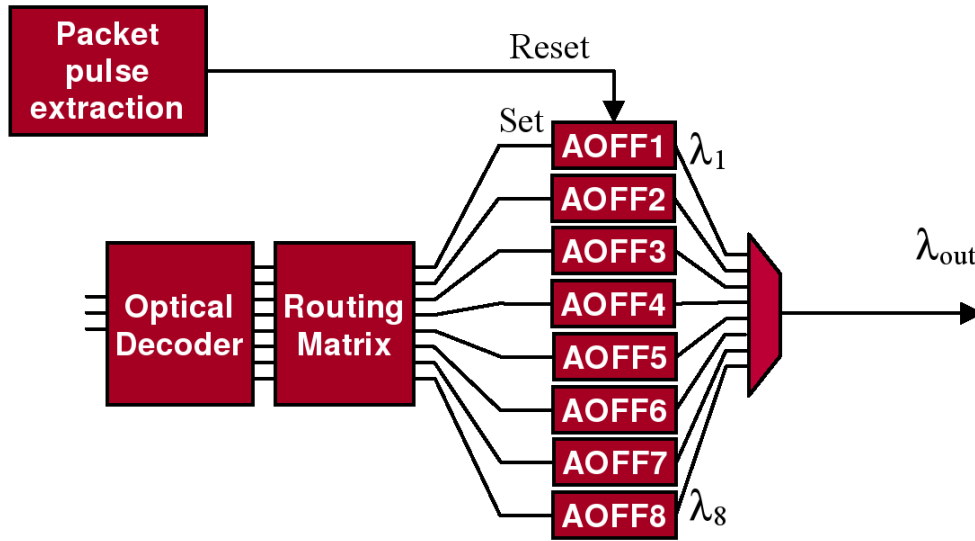 Packet
pulse
extraction
Reset
Set
AOFF1
λ1
AOFF2
AOFF3
λout
AOFF4
Optical
Decoder
Routing
Matrix
AOFF5
AOFF6
AOFF7
AOFF8
λ8